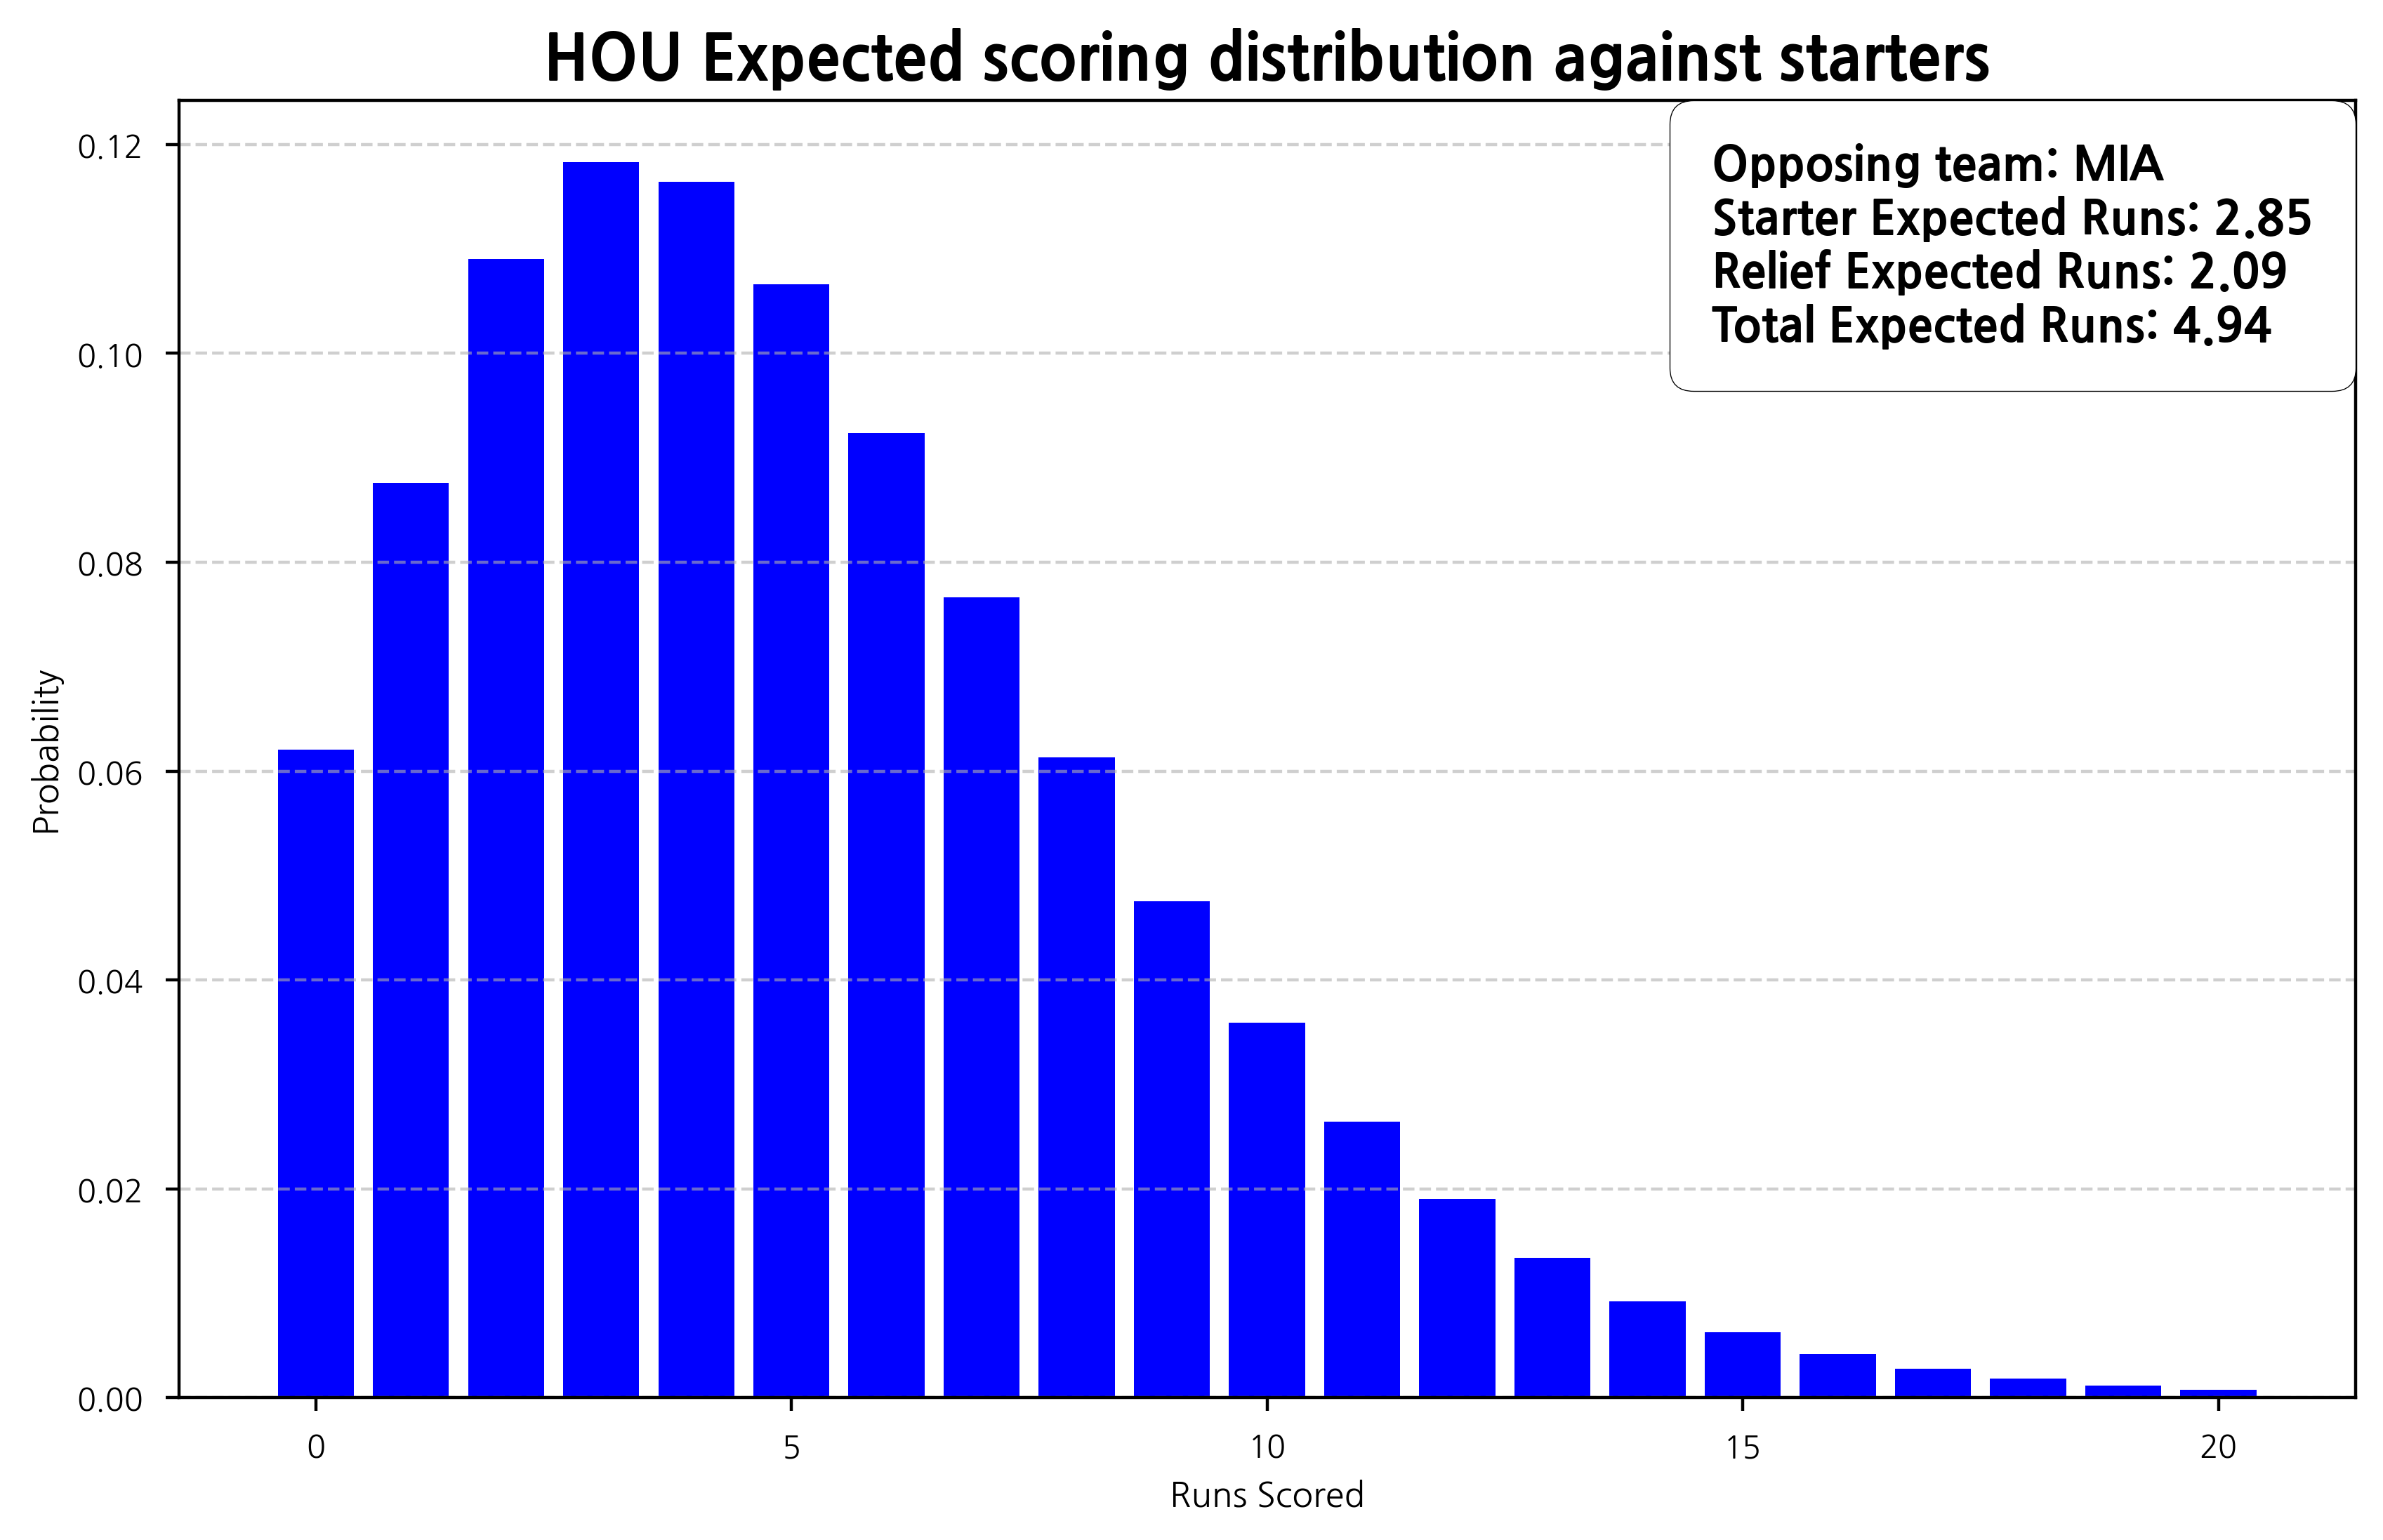 HOU Expected scoring distribution against starters
Opposing team: MIA
Starter Expected Runs: 2.85
Relief Expected Runs: 2.09
Total Expected Runs: 4.94
0.12
0.10
0.08
0.06
0.04
0.02
0.00
Probability
0 5 10 15 20
Runs Scored